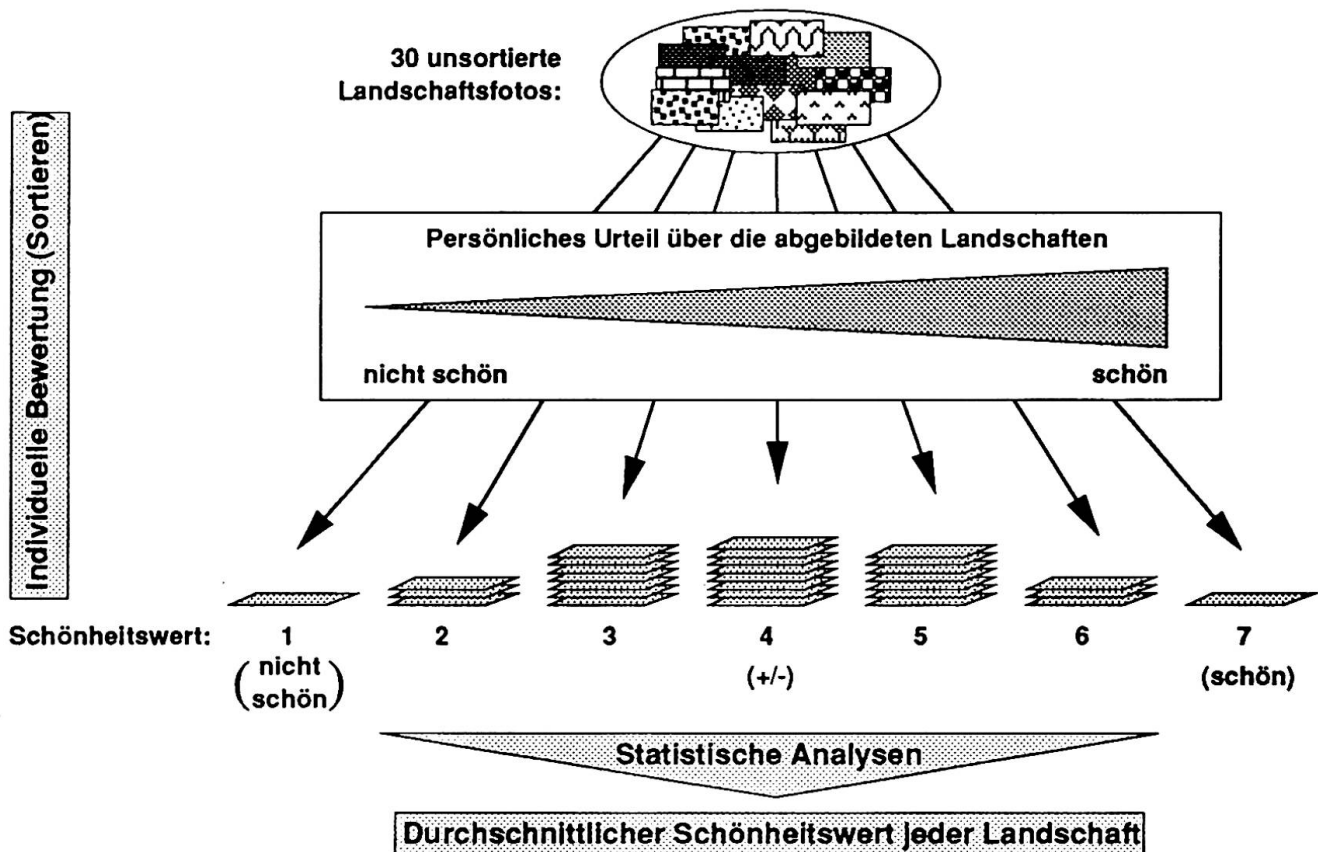 30 unsortierte
Landschaftsfotos:
Individuelle Bewertung (Sortieren)
Persönliches Urteil über die abgebildeten Landschaften
nicht schön schön
Schönheitswert: 1 2 3 4 5 6 7
(nicht schön) (+/-) (schön)
Statistische Analysen
Durchschnittlicher Schönheitswert jeder Landschaft